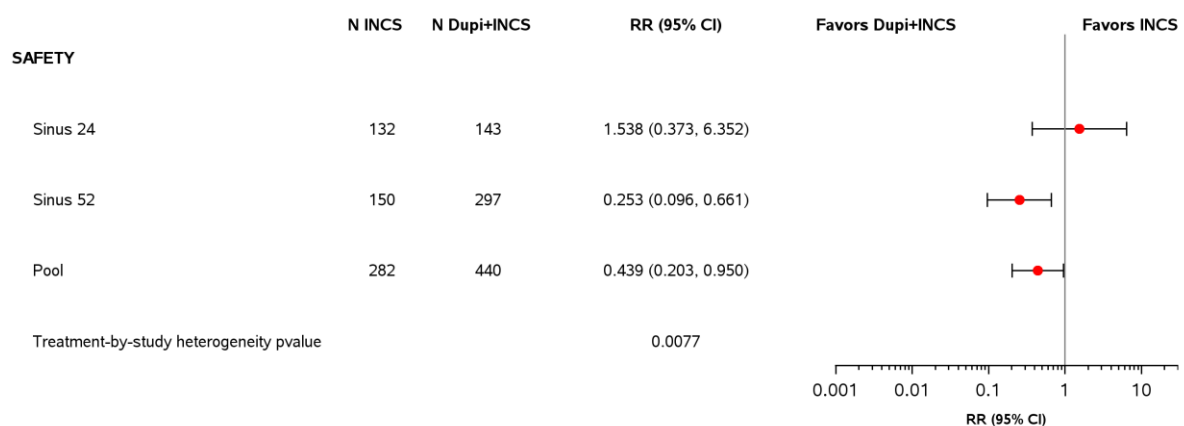 N INCS N Dupi+INCS RR (95% CI) Favors Dupi+INCS Favors INCS
SAFETY
Sinus 24 132 143 1.538 (0.373, 6.352)
Sinus 52 150 297 0.253 (0.096, 0.661)
Pool 282 440 0.439 (0.203, 0.950)
Treatment-by-study heterogeneity pvalue 0.0077
0.001 0.01 0.1 1 10
RR (95% CI)